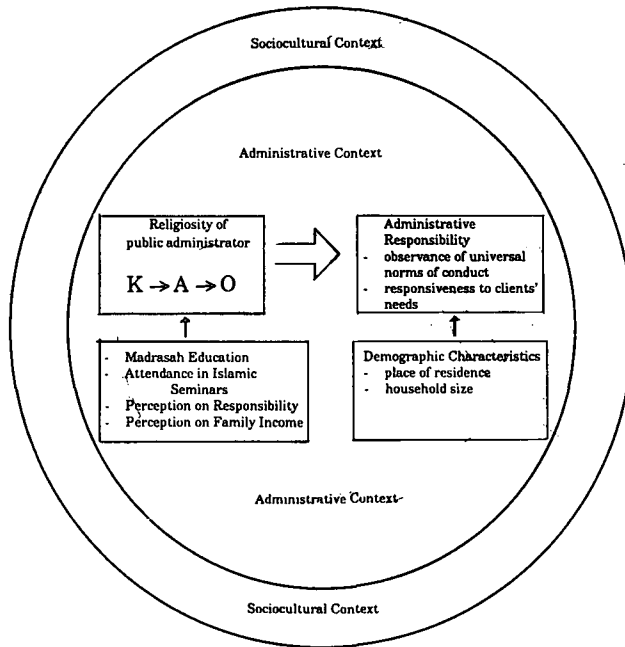 Sociocultural Context
Administrative Context
Religiosity of
public administrator
K → A → O
Administrative
Responsibility
- observance of universal
norms of conduct
- responsiveness to clients'
needs
- Madrasah Education
- Attendance in Islamic
Seminars
- Perception on Responsibility
- Perception on Family Income
Demographic Characteristics
- place of residence
- household size
Administrative Context
Sociocultural Context